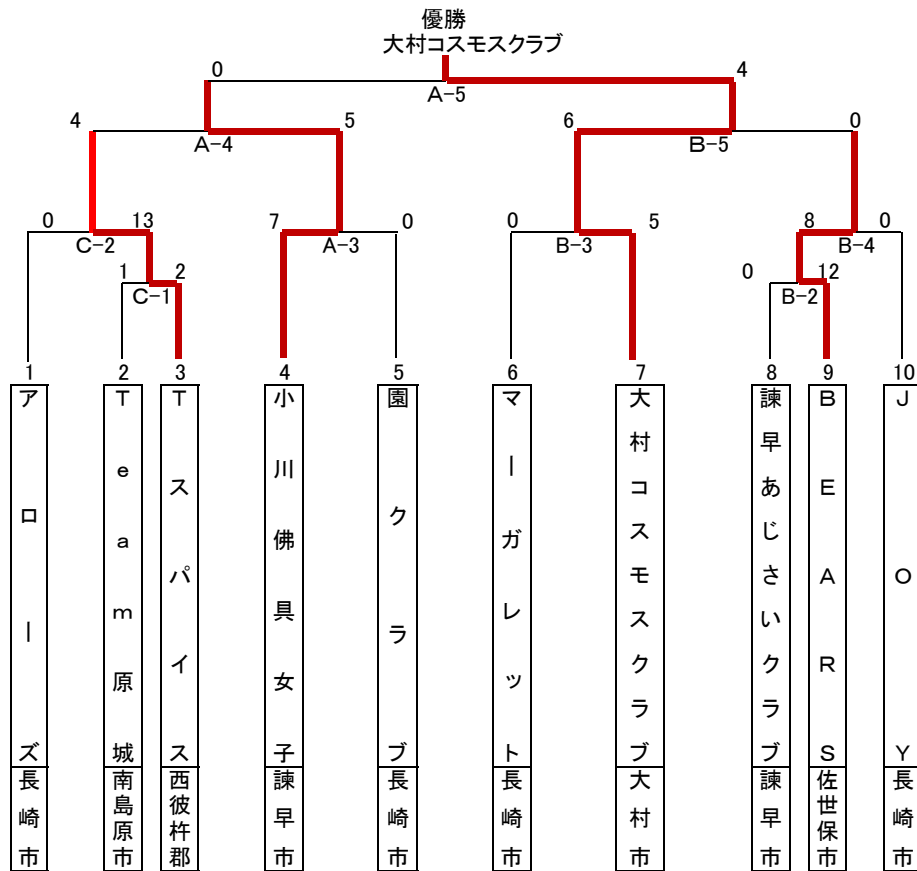 優勝
大村コスモスクラブ
0 4
A-5
4 5 6 0
A-4 B-5
0 13 7 0 0 5 8 0
C-2 A-3 B-3 B-4
1 2 0 12
C-1 B-2
1 2 3 4 5 6 7 8 9 10
アローズ
長崎市
Team原城
南島原市
Tスパイス
西彼杵郡
小川佛具女子
諫早市
園クラブ
長崎市
マーガレット
長崎市
大村コスモスクラブ
大村市
諫早あじさいクラブ
諫早市
BEARS
佐世保市
JOY
長崎市